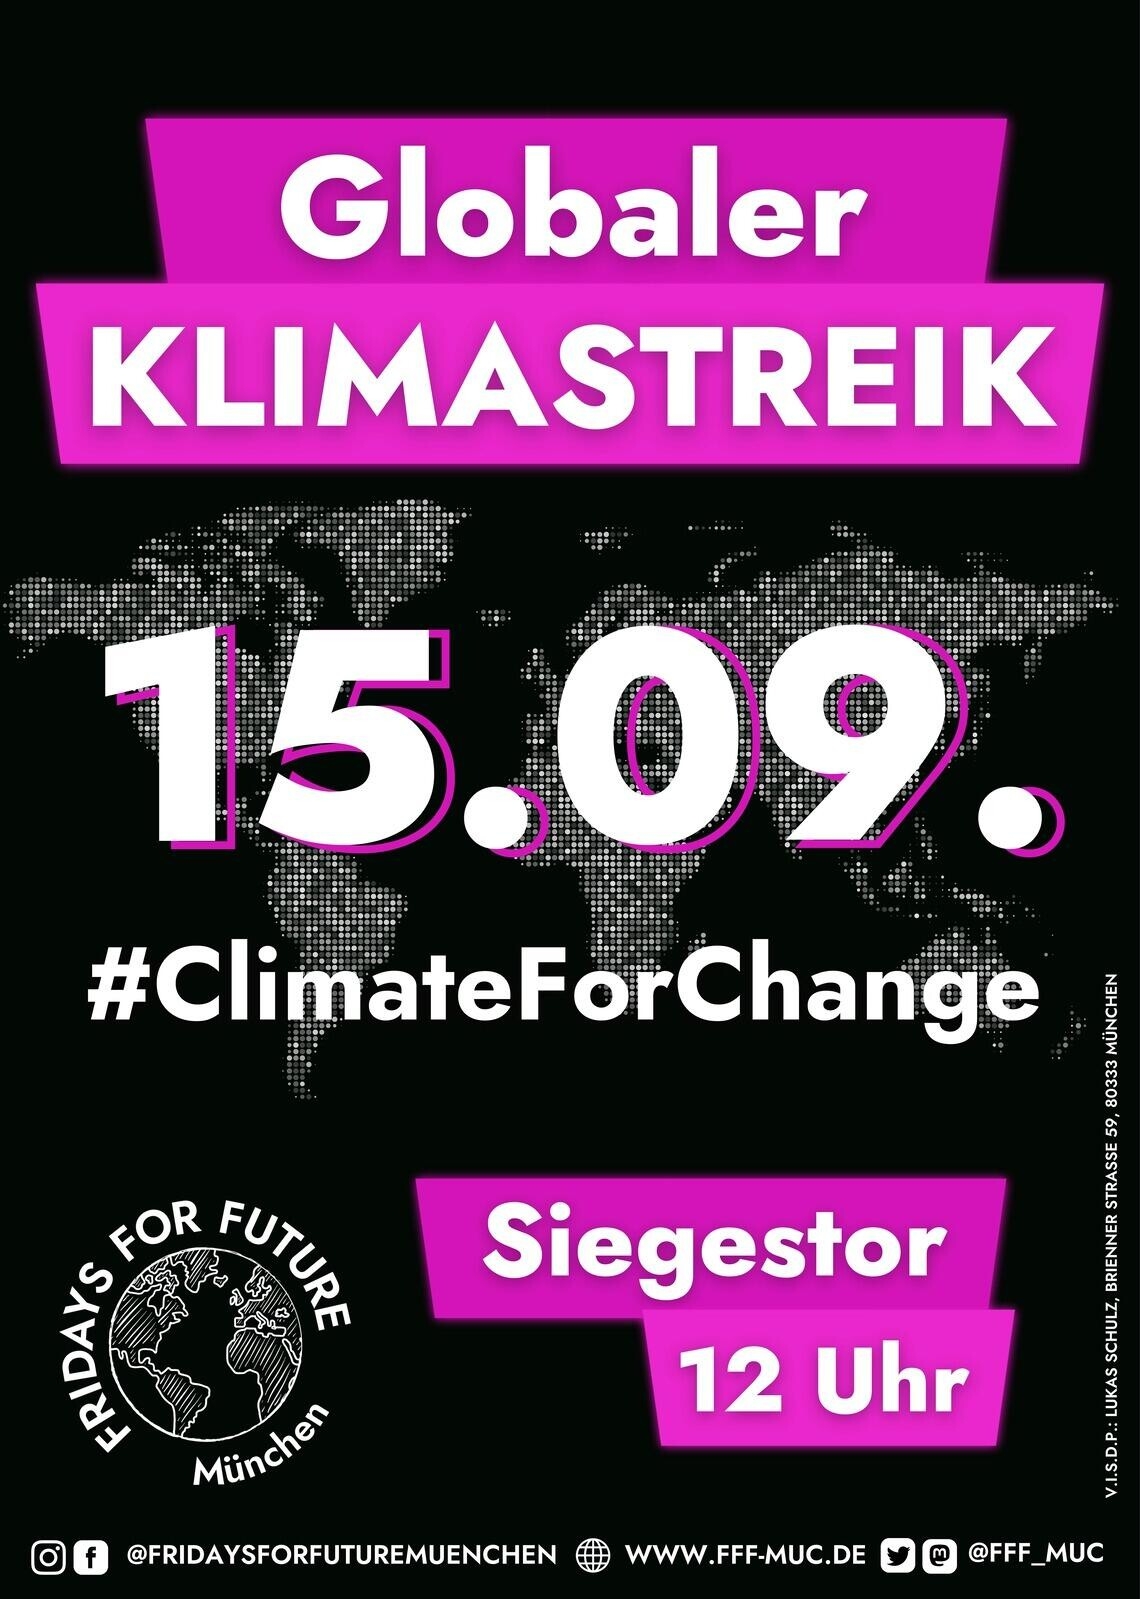 Globaler
KLIMASTREIK
15.09.
#ClimateForChange
V.I.S.D.P.: LUKAS SCHULZ, BRIENNER STRASSE 59, 80333 MÜNCHEN
FRIDAYS FOR FUTURE
München
Siegestor
12 Uhr
@FRIDAYSFORFUTUREMUENCHEN WWW.FFF-MUC.DE @FFF_MUC